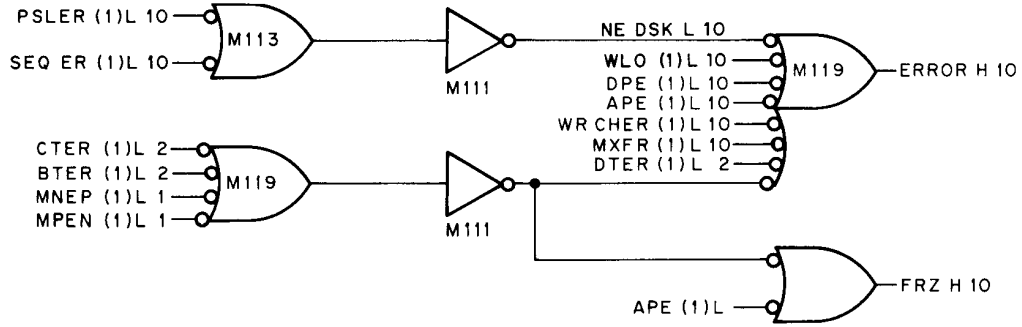 PSLER (1)L 10
SEQ ER (1)L 10
M113
M111
NE DSK L 10
WLO (1)L 10
DPE (1)L 10
APE (1)L 10
WR CHER (1)L 10
MXFR (1)L 10
DTER (1)L 2
M119
ERROR H 10
CTER (1)L 2
BTER (1)L 2
MNEP (1)L 1
MPEN (1)L 1
M119
M111
APE (1)L
FRZ H 10